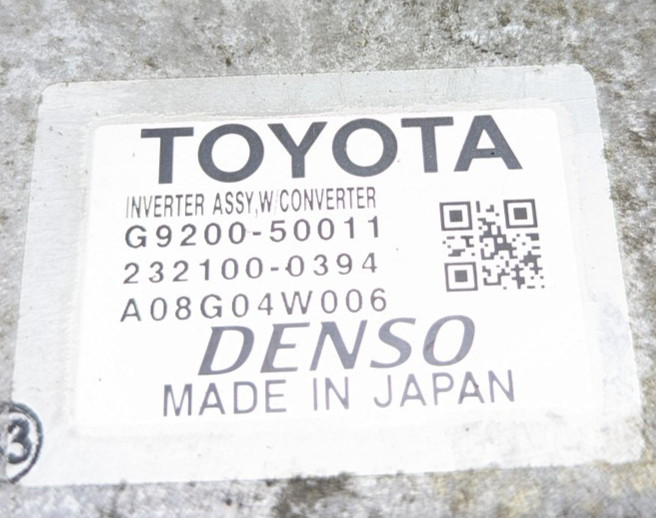 TOYOTA
INVERTER ASSY,W/CONVERTER
G9200-50011
232100-0394
A08G04W006
DENSO
MADE IN JAPAN
3